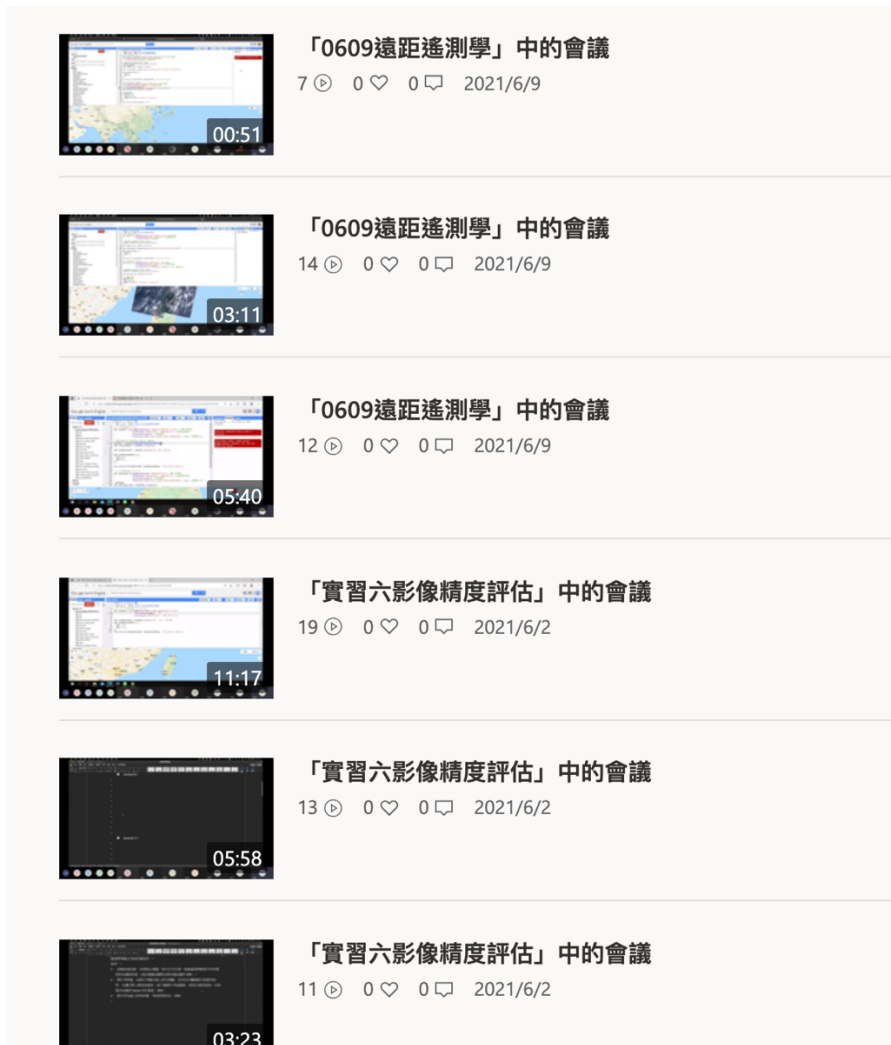 「0609遠距遙測學」中的會議
7 0 0 2021/6/9
00:51
「0609遠距遙測學」中的會議
14 0 0 2021/6/9
03:11
「0609遠距遙測學」中的會議
12 0 0 2021/6/9
05:40
「實習六影像精度評估」中的會議
19 0 0 2021/6/2
11:17
「實習六影像精度評估」中的會議
13 0 0 2021/6/2
05:58
「實習六影像精度評估」中的會議
11 0 0 2021/6/2
03:23